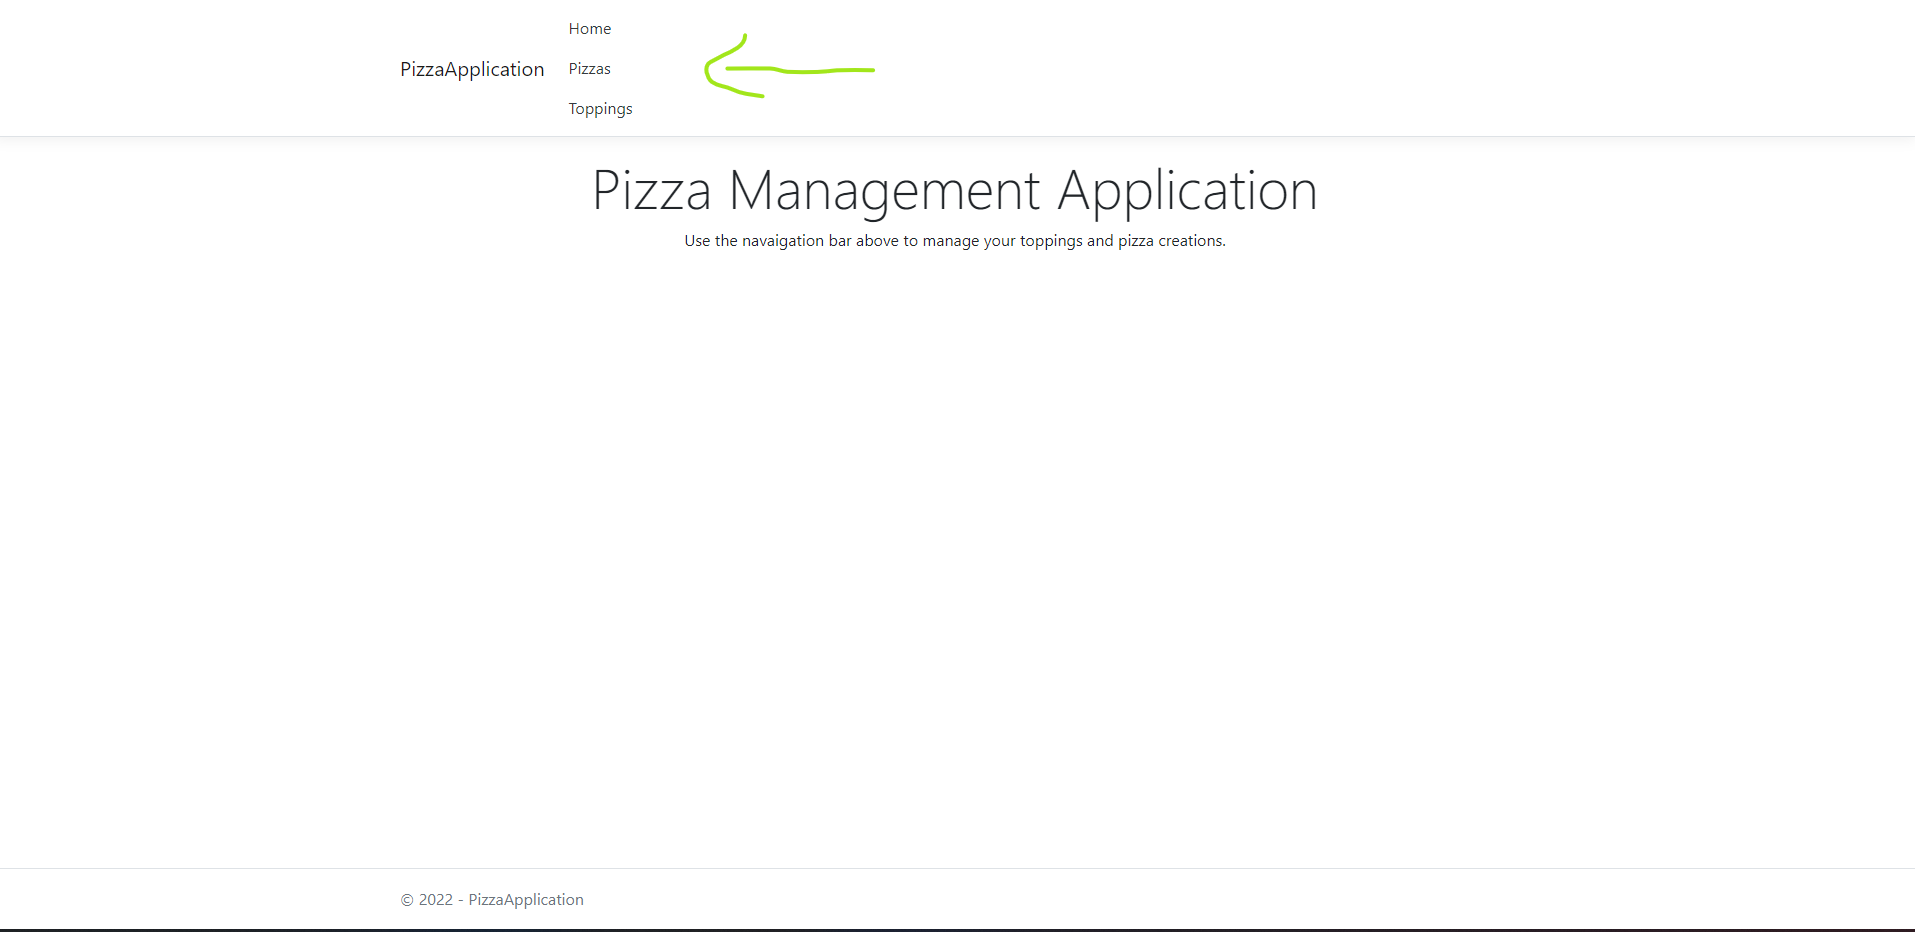 Home
PizzaApplication
Pizzas
Toppings
Pizza Management Application
Use the navaigation bar above to manage your toppings and pizza creations.
© 2022 - PizzaApplication